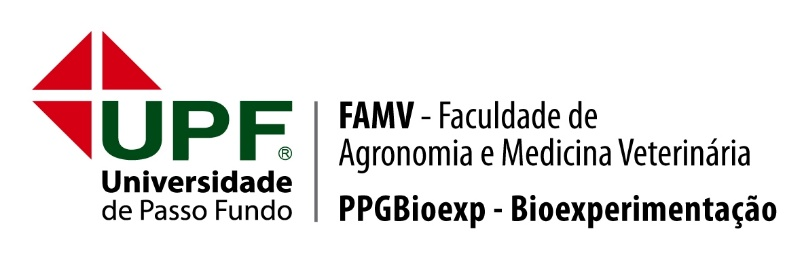 UPF®
Universidade
de Passo Fundo
FAMV - Faculdade de
Agronomia e Medicina Veterinária
PPGBioexp - Bioexperimentação